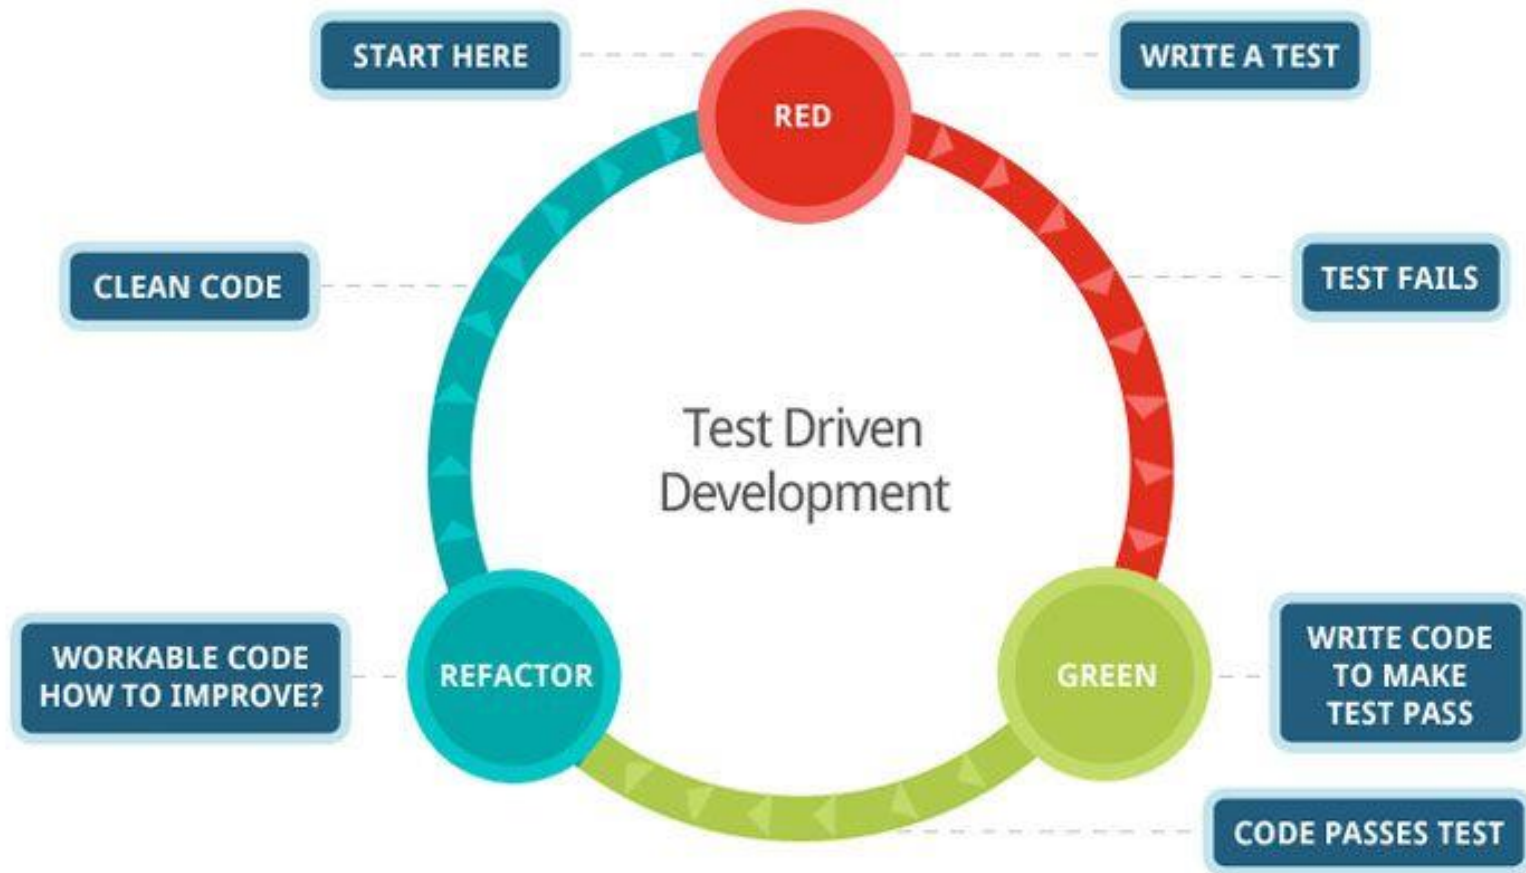 START HERE
RED
WRITE A TEST
CLEAN CODE
TEST FAILS
Test Driven
Development
WORKABLE CODE
HOW TO IMPROVE?
REFACTOR
GREEN
WRITE CODE
TO MAKE
TEST PASS
CODE PASSES TEST